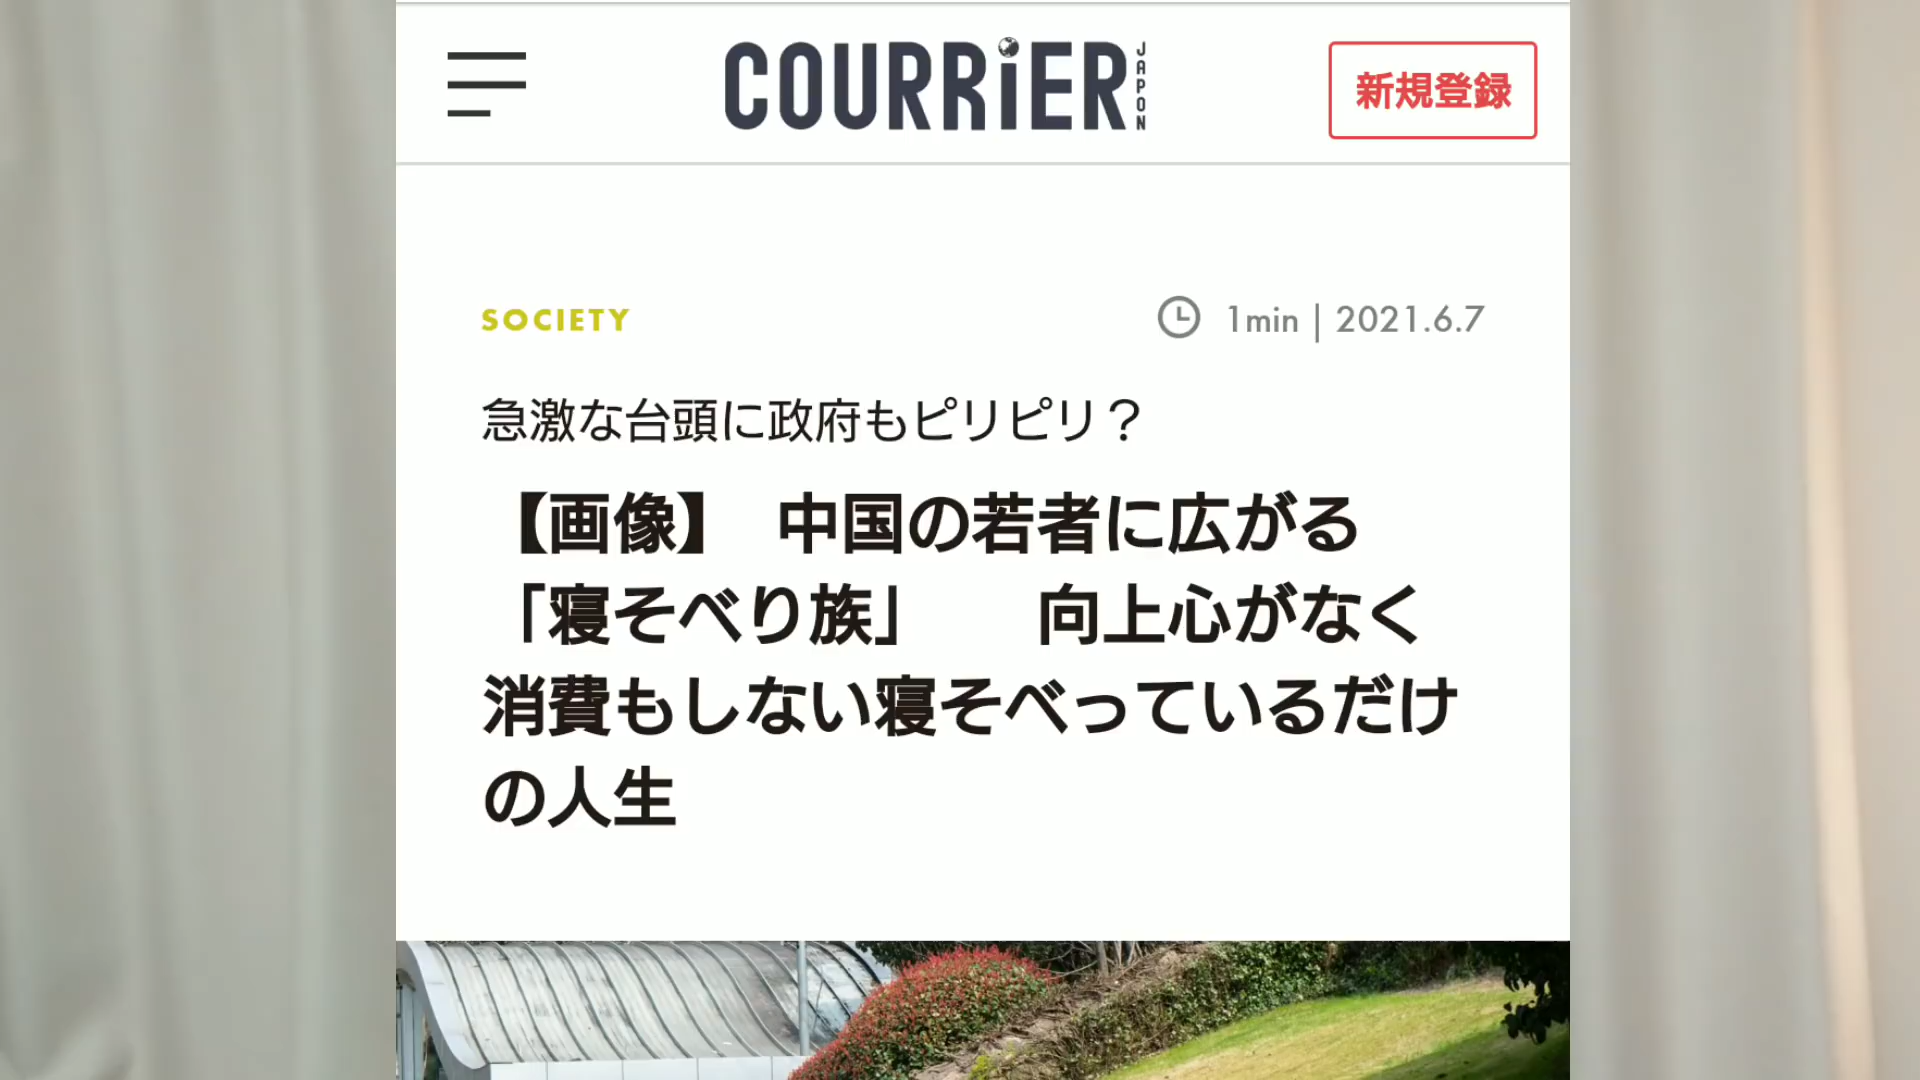 COURRiER JAPON
新規登録
SOCIETY
1min | 2021.6.7
急激な台頭に政府もピリピリ？
【画像】 中国の若者に広がる
「寝そべり族」 向上心がなく
消費もしない寝そべっているだけ
の人生